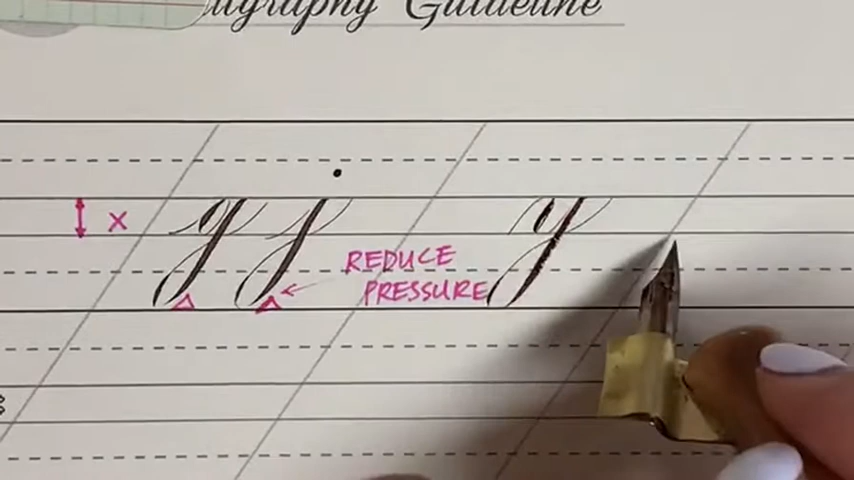 Calligraphy Guideline
x
g j y
REDUCE
PRESSURE